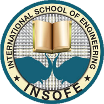 INTERNATIONAL SCHOOL OF ENGINEERING
INSOFE